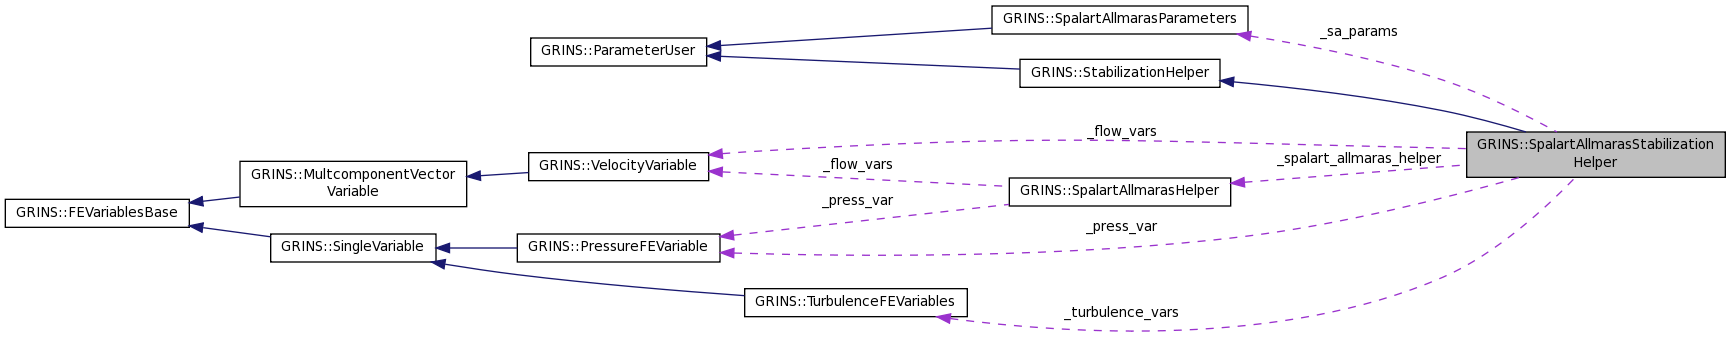 GRINS::SpalartAllmarasParameters
_sa_params
GRINS::ParameterUser
GRINS::StabilizationHelper
_flow_vars
GRINS::SpalartAllmarasStabilization
Helper
GRINS::VelocityVariable
_flow_vars
_spalart_allmaras_helper
GRINS::MultcomponentVector
Variable
GRINS::SpalartAllmarasHelper
_press_var
GRINS::FEVariablesBase
_press_var
GRINS::SingleVariable
GRINS::PressureFEVariable
GRINS::TurbulenceFEVariables
_turbulence_vars